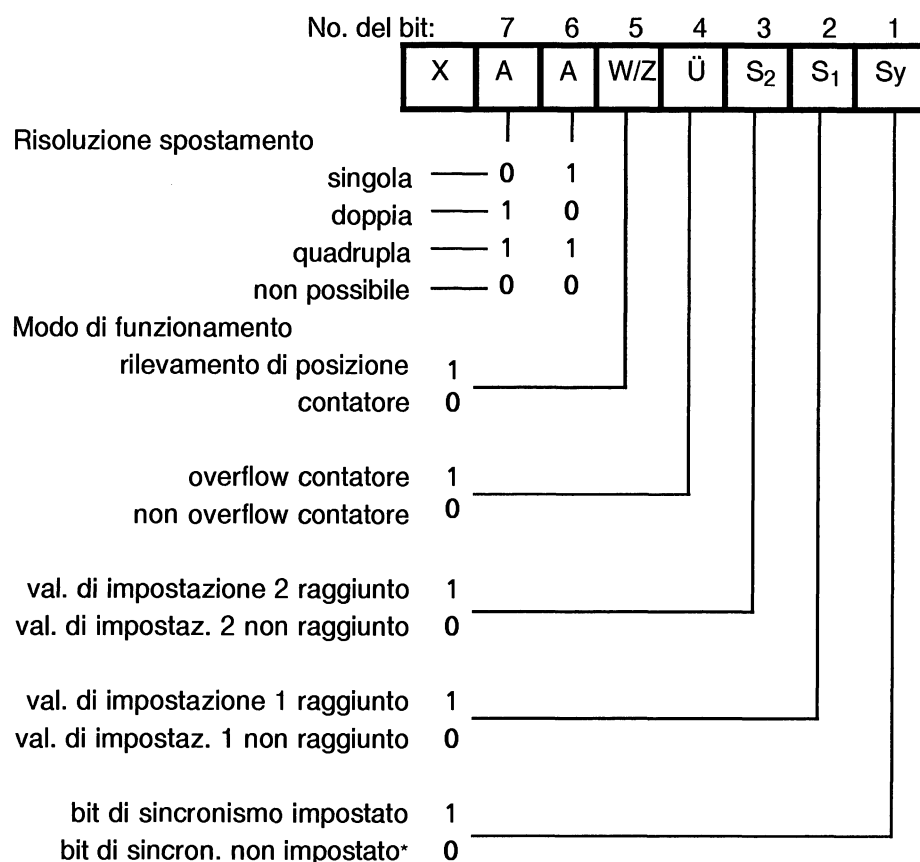 No. del bit: 7 6 5 4 3 2 1
X A A W/Z Ü S₂ S₁ Sy
Risoluzione spostamento
singola 0 1
doppia 1 0
quadrupla 1 1
non possibile 0 0
Modo di funzionamento
rilevamento di posizione 1
contatore 0
overflow contatore 1
non overflow contatore 0
val. di impostazione 2 raggiunto 1
val. di impostaz. 2 non raggiunto 0
val. di impostazione 1 raggiunto 1
val. di impostaz. 1 non raggiunto 0
bit di sincronismo impostato 1
bit di sincron. non impostato* 0